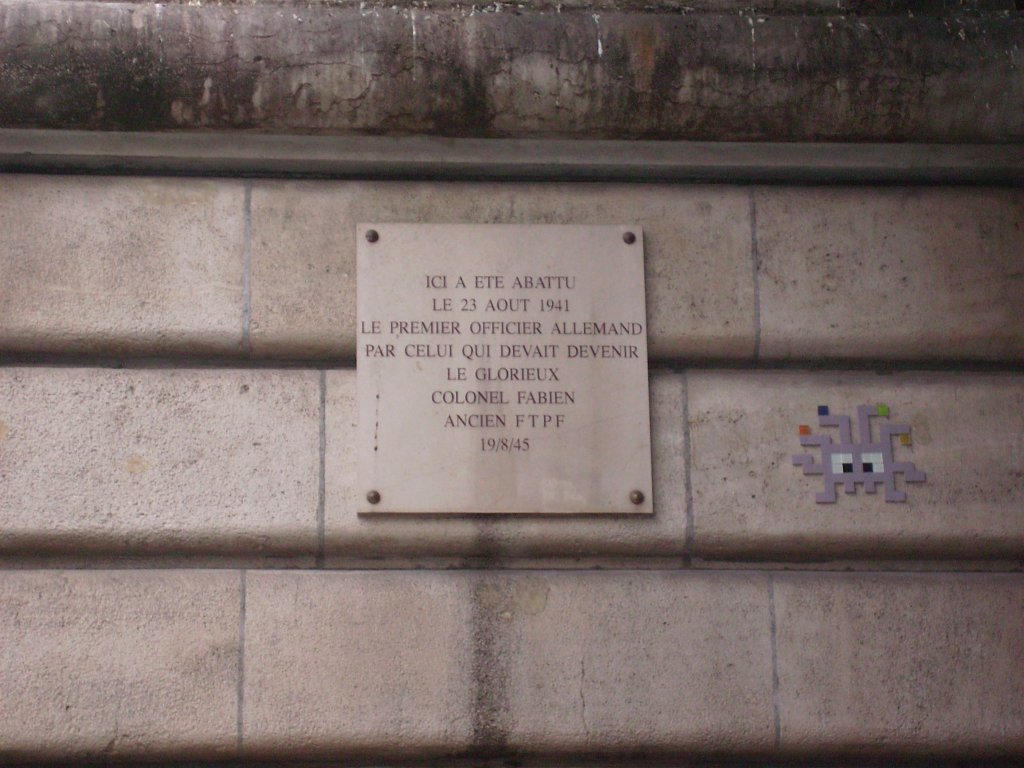 ICI A ETE ABATTU
LE 23 AOUT 1941
LE PREMIER OFFICIER ALLEMAND
PAR CELUI QUI DEVAIT DEVENIR
LE GLORIEUX
COLONEL FABIEN
ANCIEN F T P F
19/8/45